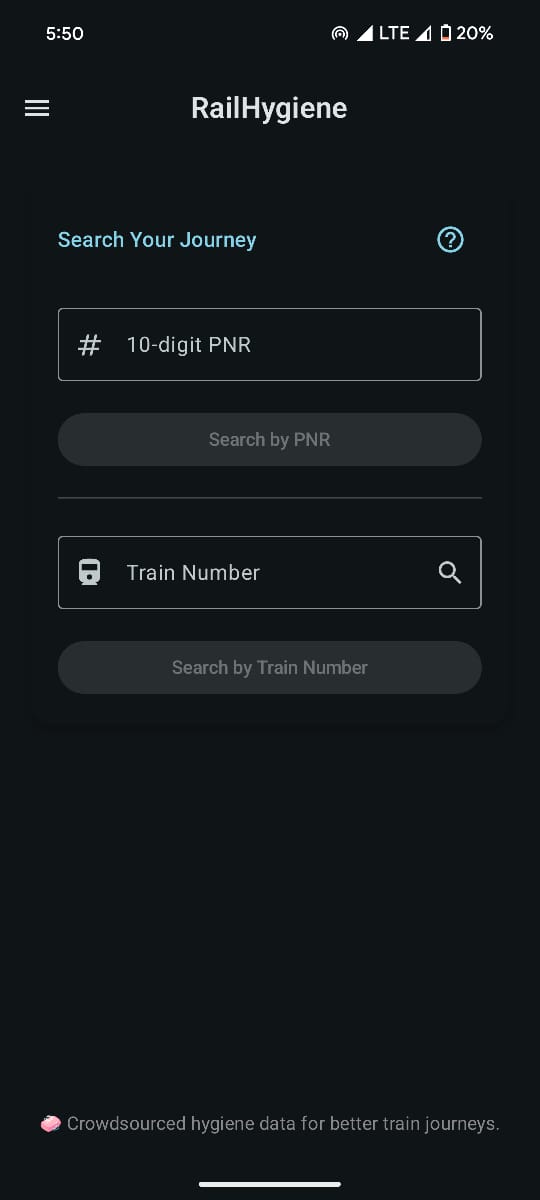 5:50 LTE 20%
RailHygiene
Search Your Journey
10-digit PNR
Search by PNR
Train Number
Search by Train Number
🧼 Crowdsourced hygiene data for better train journeys.